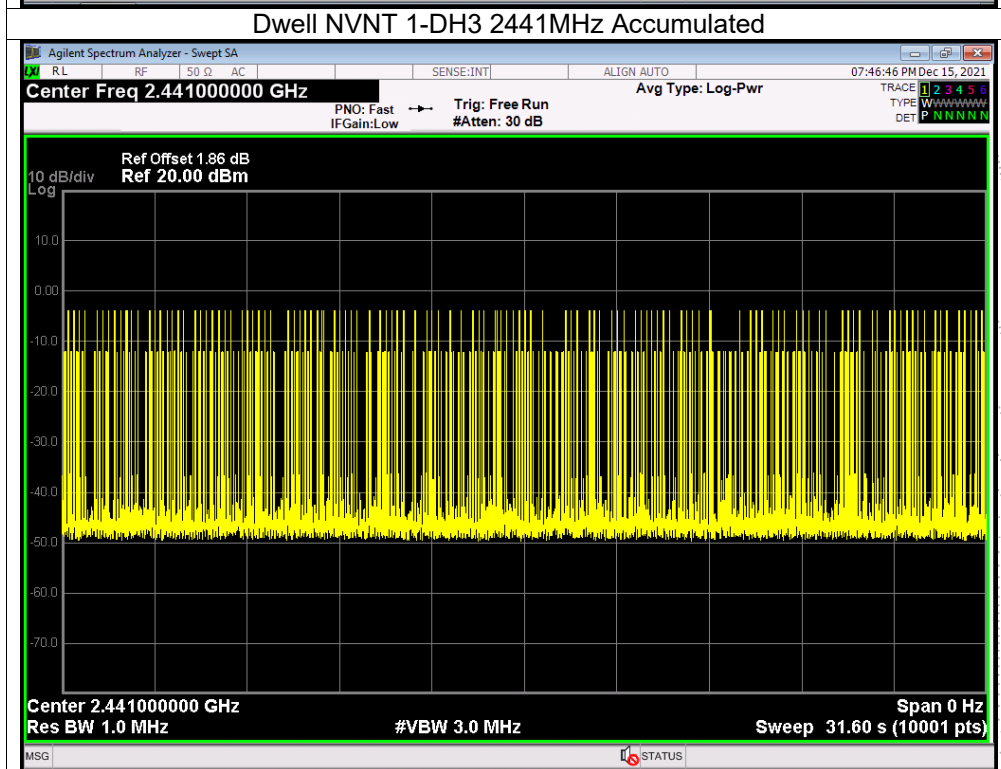 Dwell NVNT 1-DH3 2441MHz Accumulated
Agilent Spectrum Analyzer - Swept SA
LXI RL RF 50 Ω AC SENSE:INT ALIGN AUTO 07:46:46 PM Dec 15, 2021
Center Freq 2.441000000 GHz Avg Type: Log-Pwr TRACE 1 2 3 4 5 6
PNO: Fast Trig: Free Run TYPE WWWWWW
IFGain:Low #Atten: 30 dB DET P N N N N N
Ref Offset 1.86 dB
10 dB/div Ref 20.00 dBm
Log
10.0
0.00
-10.0
-20.0
-30.0
-40.0
-50.0
-60.0
-70.0
Center 2.441000000 GHz Span 0 Hz
Res BW 1.0 MHz #VBW 3.0 MHz Sweep 31.60 s (10001 pts)
MSG STATUS